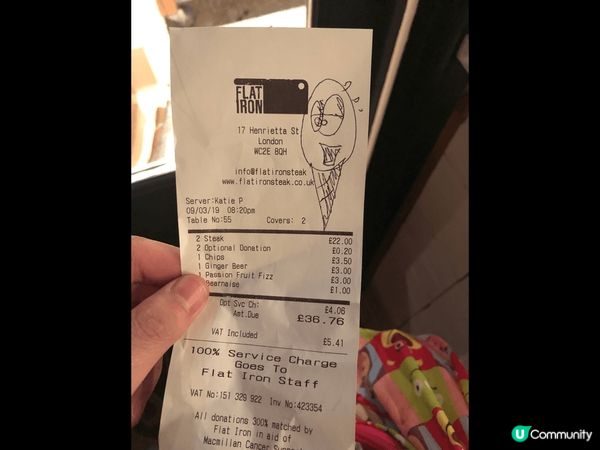 FLAT
IRON
17 Henrietta St
London
WC2E 8QH
info@flatironsteak
www.flatironsteak.co.uk
Server:Katie P
09/03/19 08:20pm
Table No:55 Covers: 2
2 Steak £22.00
2 Optional Donation £0.20
1 Chips £3.50
1 Ginger Beer £3.00
1 Passion Fruit Fizz £3.00
Bearnaise £1.00
Opt Svc Ch: £4.06
Amt.Due £36.76
VAT Included £5.41
100% Service Charge
Goes To
Flat Iron Staff
VAT No:151 329 922 Inv No:423354
All donations 300% matched by
Flat Iron in aid of
Macmillan Cancer
U Community